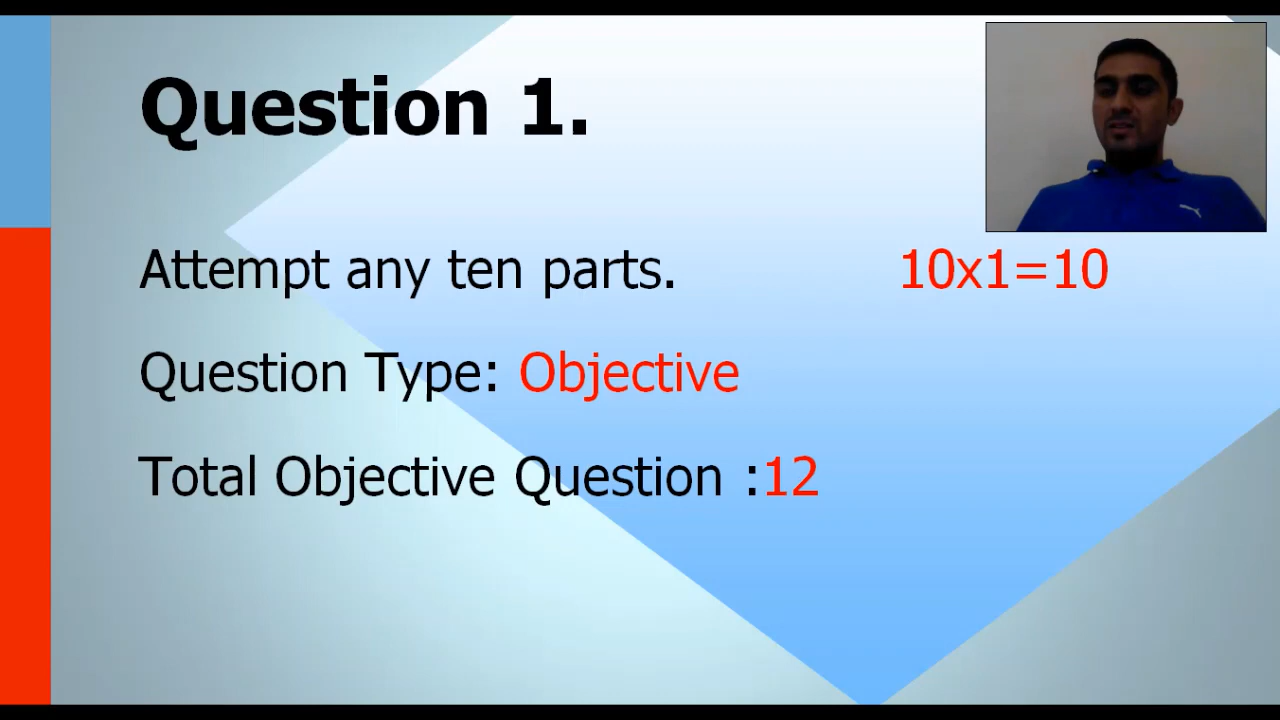 Question 1.
Attempt any ten parts. 10x1=10
Question Type: Objective
Total Objective Question :12